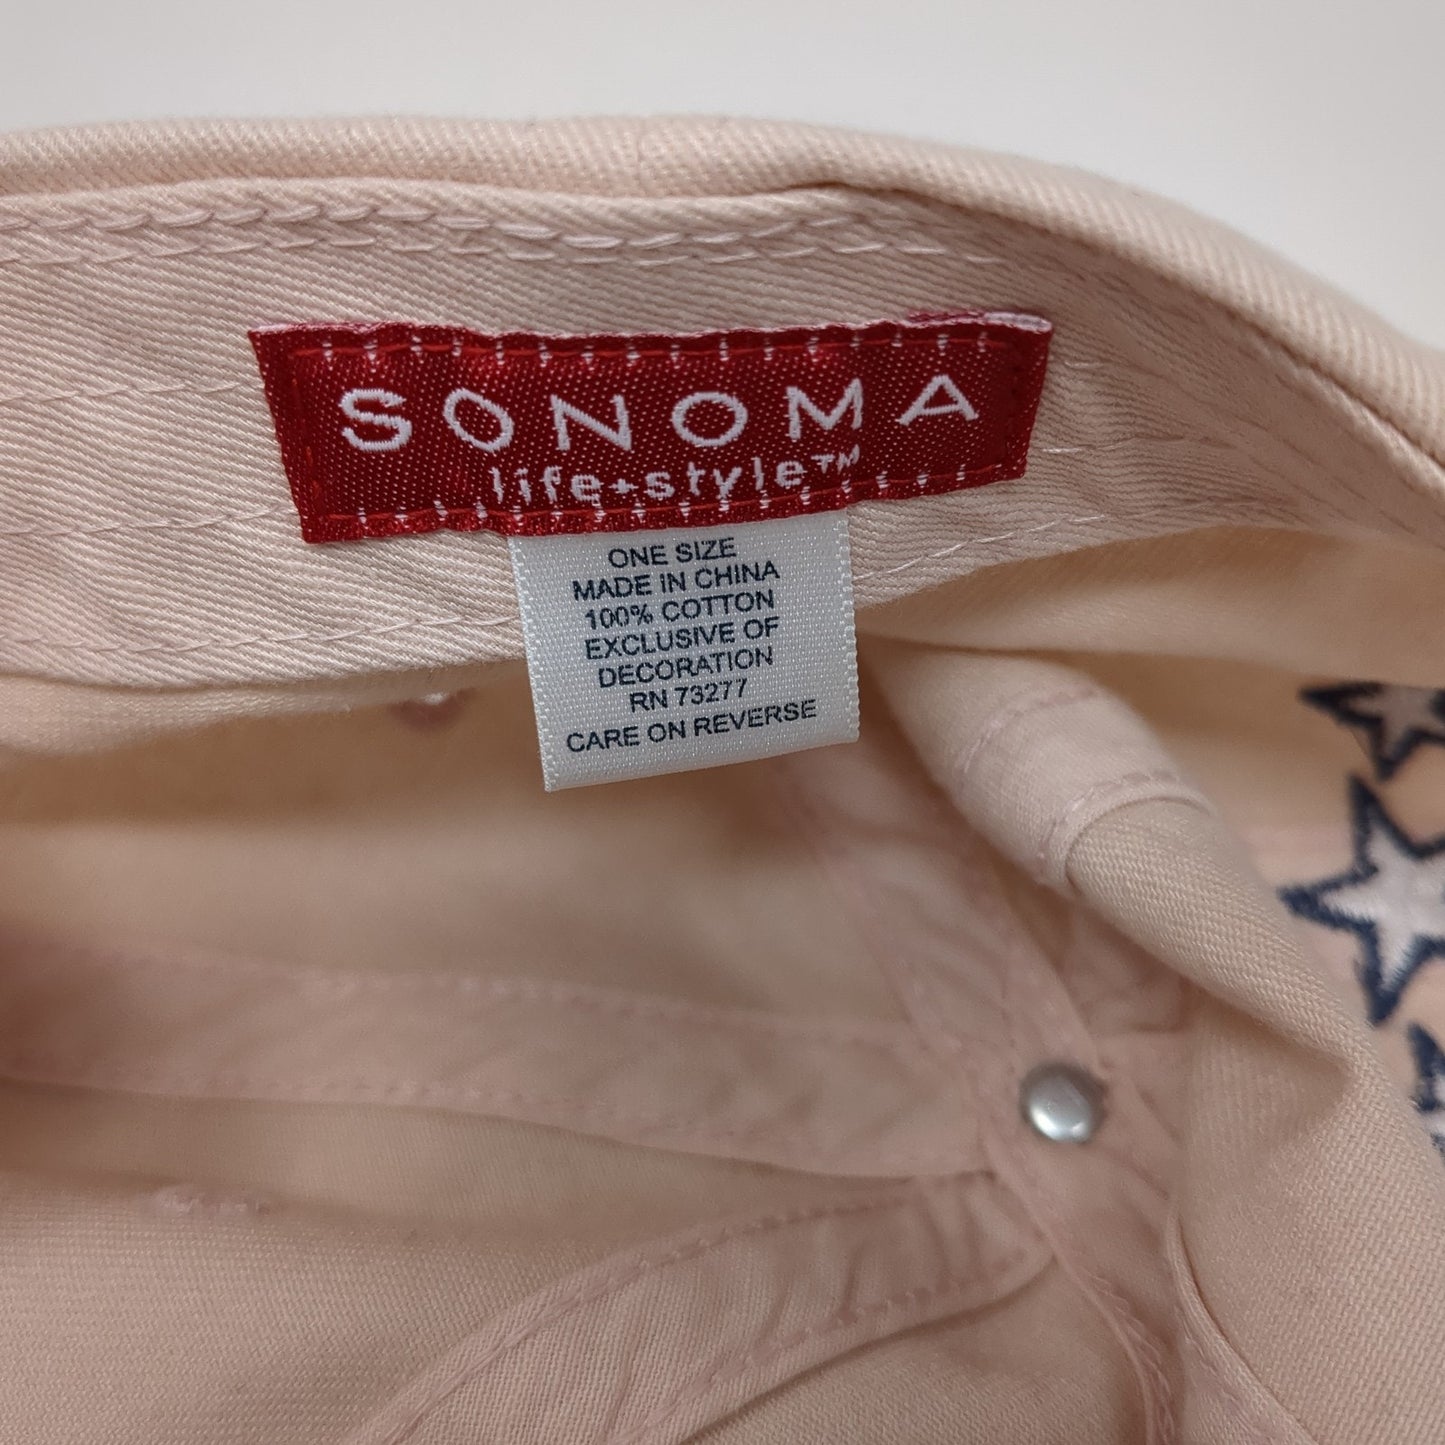 SONOMA
life+style™
ONE SIZE
MADE IN CHINA
100% COTTON
EXCLUSIVE OF
DECORATION
RN 73277
CARE ON REVERSE